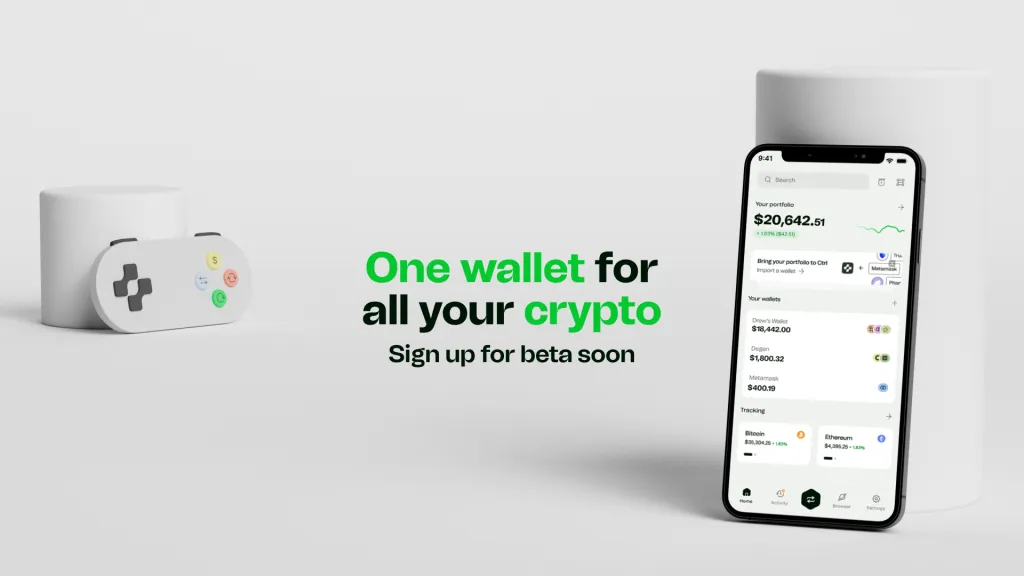 One wallet for
all your crypto
Sign up for beta soon
9:41
Search
Your portfolio
$20,642.51
+ 1.83% ($42.51)
Bring your portfolio to Ctrl
Import a wallet
Metamask
Your wallets
Drew's Wallet
$18,442.00
Degen
$1,800.32
Metamask
$400.19
Tracking
Bitcoin
$35,304.25 + 1.83%
Ethereum
$4,395.25 + 1.83%
Home
Activity
Browser
Settings
S